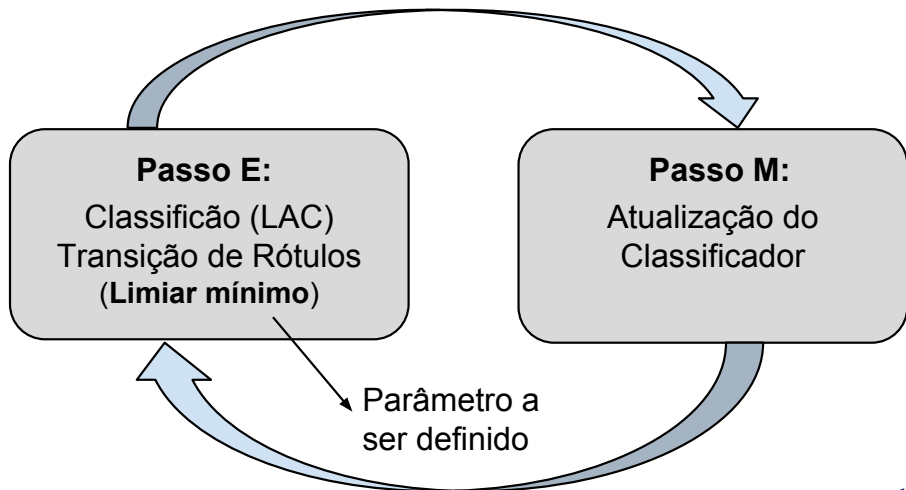 Passo E:
Classificão (LAC)
Transição de Rótulos
(Limiar mínimo)
Passo M:
Atualização do
Classificador
Parâmetro a
ser definido